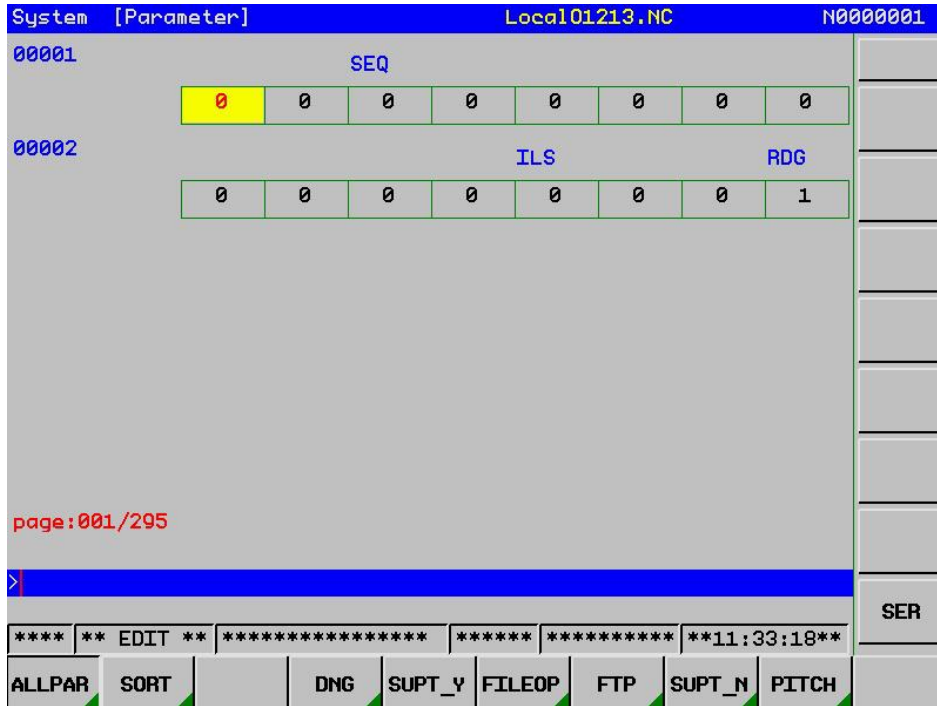 System [Parameter] LocalO1213.NC N0000001
00001 SEQ
0 0 0 0 0 0 0 0
00002 ILS RDG
0 0 0 0 0 0 0 1
page:001/295
>
SER
**** ** EDIT ** **************** ****** ********** **11:33:18**
ALLPAR SORT DNG SUPT_Y FILEOP FTP SUPT_N PITCH